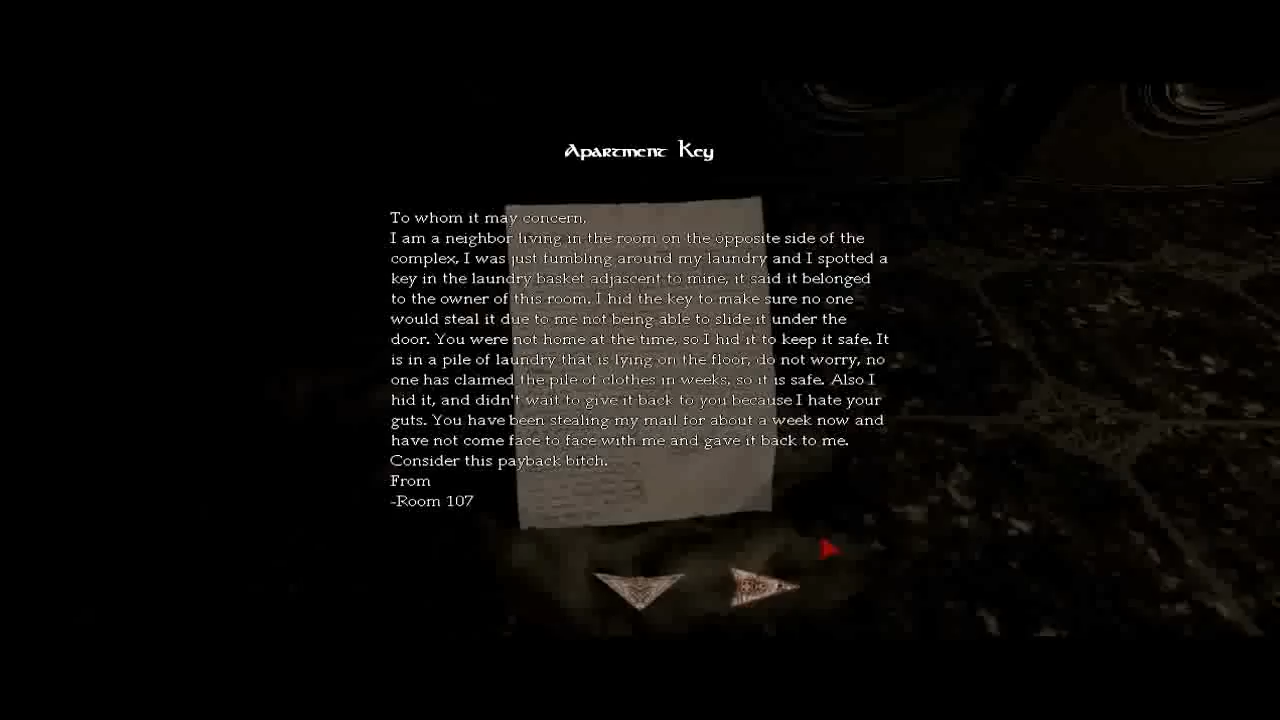 Apartment Key
To whom it may concern,
I am a neighbor living in the room on the opposite side of the
complex, I was just fumbling around my laundry and I spotted a
key in the laundry basket adjascent to mine, it said it belonged
to the owner of this room. I hid the key to make sure no one
would steal it due to me not being able to slide it under the
door. You were not home at the time, so I hid it to keep it safe. It
is in a pile of laundry that is lying on the floor, do not worry, no
one has claimed the pile of clothes in weeks, so it is safe. Also I
hid it, and didn't wait to give it back to you because I hate your
guts. You have been stealing my mail for about a week now and
have not come face to face with me and gave it back to me.
Consider this payback bitch.
From
-Room 107